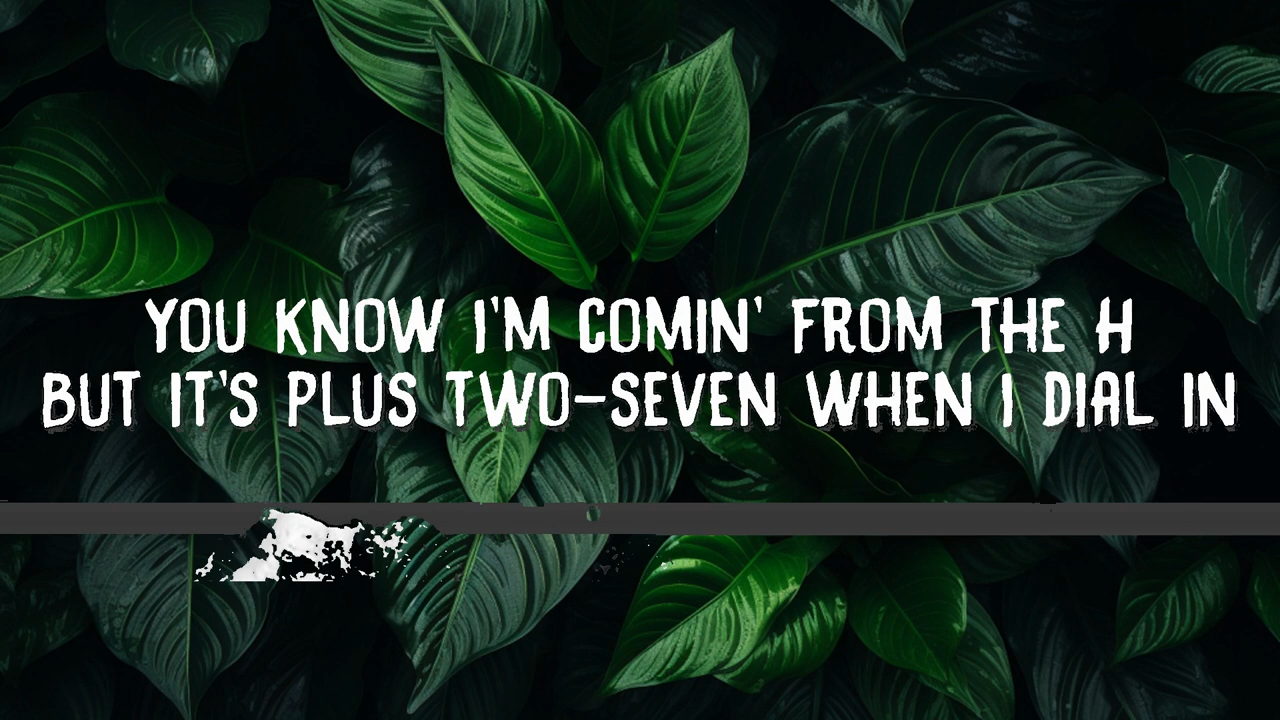 YOU KNOW I'M COMIN' FROM THE H
BUT IT'S PLUS TWO-SEVEN WHEN I DIAL IN